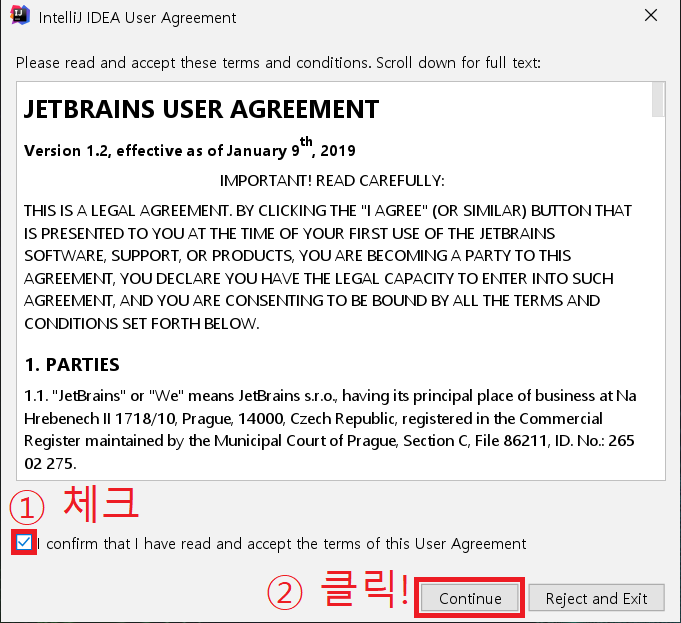 IntelliJ IDEA User Agreement
Please read and accept these terms and conditions. Scroll down for full text:
JETBRAINS USER AGREEMENT
Version 1.2, effective as of January 9th, 2019
IMPORTANT! READ CAREFULLY:
THIS IS A LEGAL AGREEMENT. BY CLICKING THE "I AGREE" (OR SIMILAR) BUTTON THAT
IS PRESENTED TO YOU AT THE TIME OF YOUR FIRST USE OF THE JETBRAINS
SOFTWARE, SUPPORT, OR PRODUCTS, YOU ARE BECOMING A PARTY TO THIS
AGREEMENT, YOU DECLARE YOU HAVE THE LEGAL CAPACITY TO ENTER INTO SUCH
AGREEMENT, AND YOU ARE CONSENTING TO BE BOUND BY ALL THE TERMS AND
CONDITIONS SET FORTH BELOW.
1. PARTIES
1.1. "JetBrains" or "We" means JetBrains s.r.o., having its principal place of business at Na
Hrebenech II 1718/10, Prague, 14000, Czech Republic, registered in the Commercial
Register maintained by the Municipal Court of Prague, Section C, File 86211, ID. No.: 265
02 275.
① 체크
I confirm that I have read and accept the terms of this User Agreement
② 클릭!
Continue
Reject and Exit